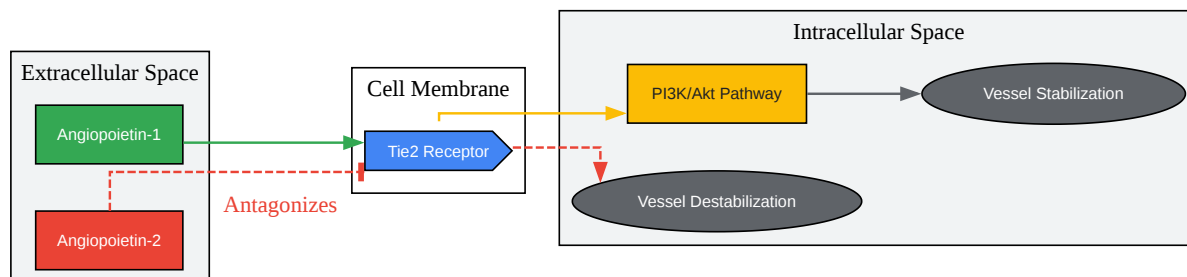 Extracellular Space
Angiopoietin-1
Angiopoietin-2
Antagonizes
Cell Membrane
Tie2 Receptor
Intracellular Space
PI3K/Akt Pathway
Vessel Stabilization
Vessel Destabilization